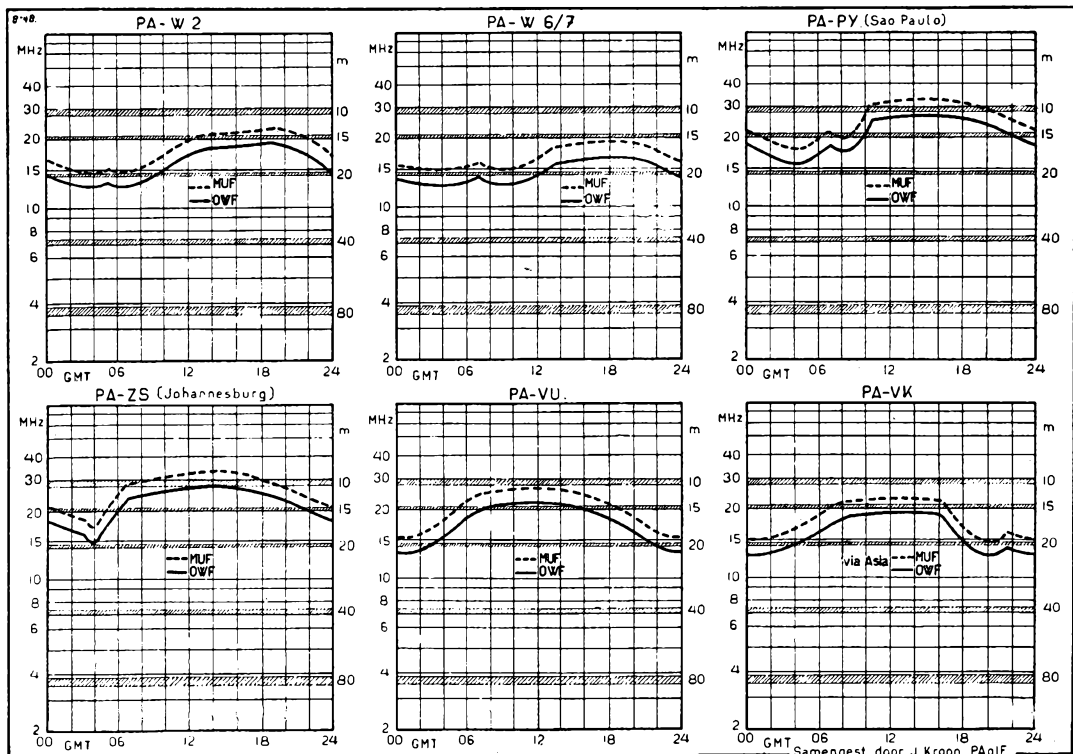 8-'48.
PA-W 2
MHz
m
40
30
20
15
10
8
6
4
2
10
15
20
40
80
MUF
OWF
00 GMT 06 12 18 24
PA-W 6/7
MHz
m
40
30
20
15
10
8
6
4
2
10
15
20
40
80
MUF
OWF
00 GMT 06 12 18 24
PA-PY (Sao Paulo)
MHz
m
40
30
20
15
10
8
6
4
2
10
15
20
40
80
MUF
OWF
00 GMT 06 12 18 24
PA-ZS (Johannesburg)
MHz
m
40
30
20
15
10
8
6
4
2
10
15
20
40
80
MUF
OWF
00 GMT 06 12 18 24
PA-VU.
MHz
m
40
30
20
15
10
8
6
4
2
10
15
20
40
80
MUF
OWF
00 GMT 06 12 18 24
PA-VK
MHz
m
40
30
20
15
10
8
6
4
2
10
15
20
40
80
via Asia MUF
OWF
00 GMT 06 12 18 24
Samengest. door J. Kroon,